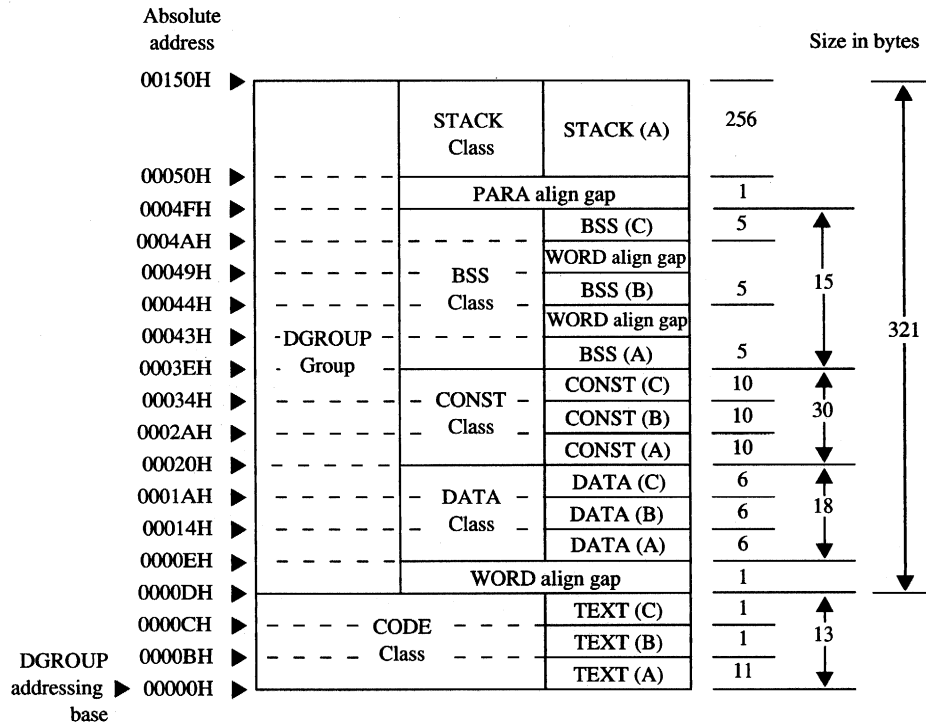 Absolute
address
Size in bytes
00150H
STACK
Class
STACK (A)
256
00050H
PARA align gap
1
0004FH
BSS (C)
5
0004AH
WORD align gap
00049H
BSS
Class
BSS (B)
5
15
00044H
WORD align gap
00043H
DGROUP
Group
BSS (A)
5
321
0003EH
CONST
Class
CONST (C)
10
00034H
CONST (B)
10
30
0002AH
CONST (A)
10
00020H
DATA
Class
DATA (C)
6
0001AH
DATA (B)
6
18
00014H
DATA (A)
6
0000EH
WORD align gap
1
0000DH
CODE
Class
TEXT (C)
1
0000CH
TEXT (B)
1
13
0000BH
TEXT (A)
11
DGROUP
addressing
base
00000H